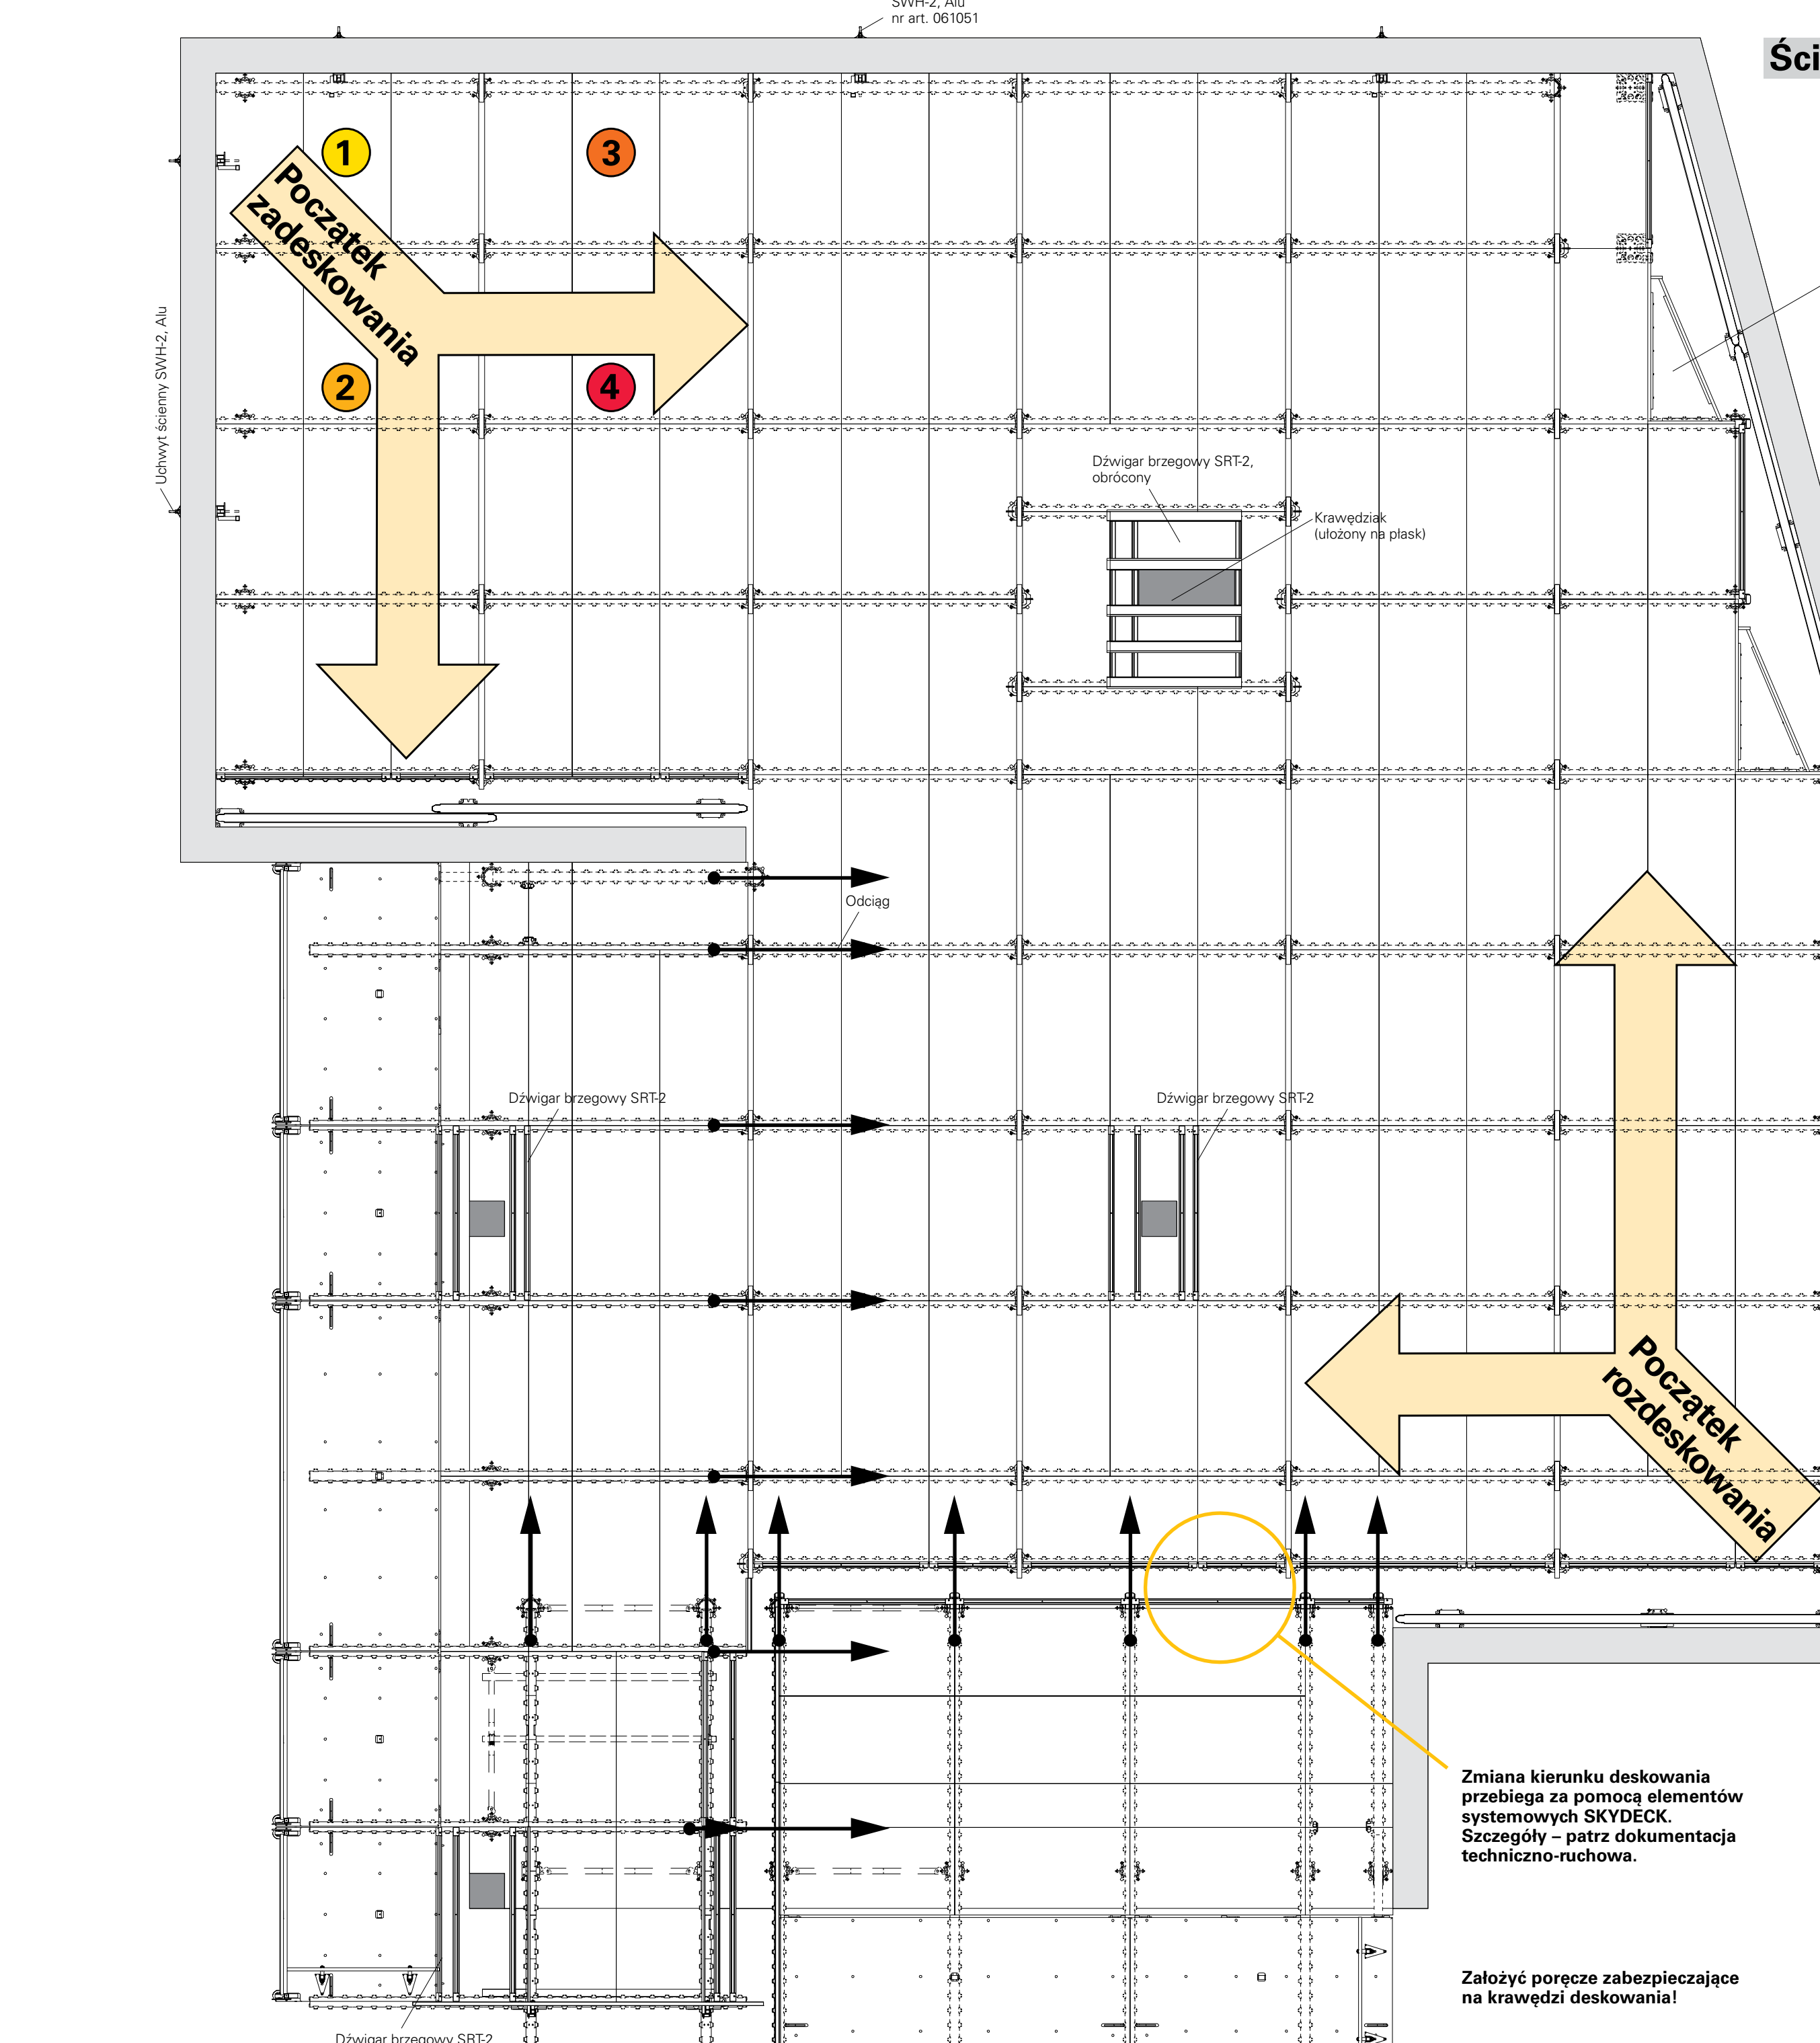 SWH-2, Alu
nr art. 061051
Ści
1
3
Początek
zadeskowania
2
4
Uchwyt ścienny SWH-2, Alu
Dźwigar brzegowy SRT-2,
obrócony
Krawędziak
(ułożony na płask)
Odciąg
Dźwigar brzegowy SRT-2
Dźwigar brzegowy SRT-2
Początek
rozdeskowania
Zmiana kierunku deskowania
przebiega za pomocą elementów
systemowych SKYDECK.
Szczegóły – patrz dokumentacja
techniczno-ruchowa.
Założyć poręcze zabezpieczające
na krawędzi deskowania!
Dźwigar brzegowy SRT-2